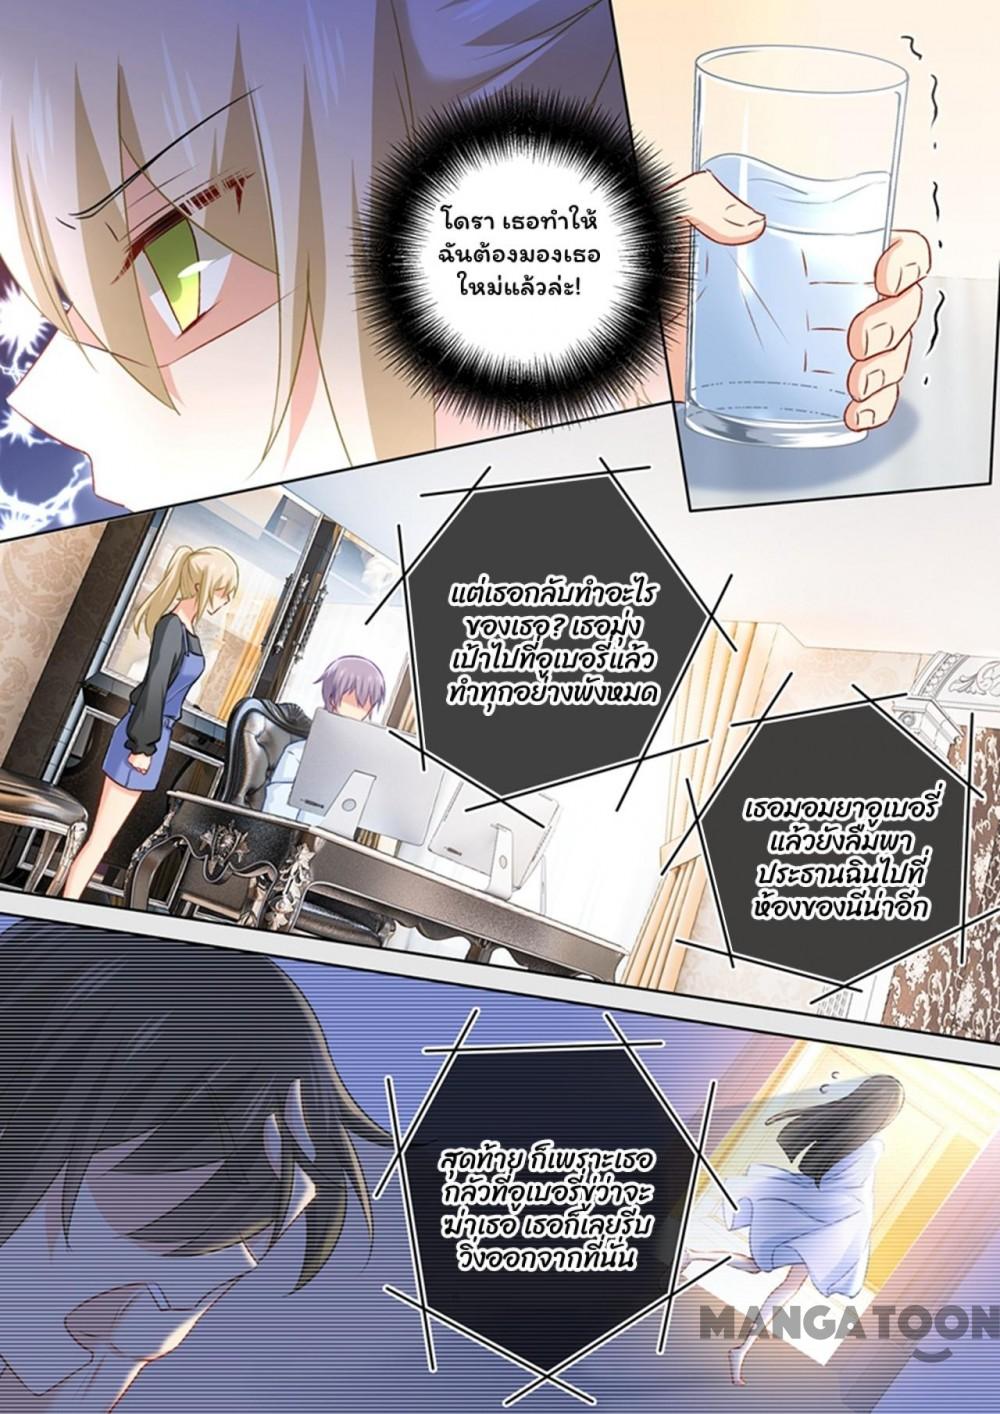 โดรา เธอทำให้
ฉันต้องมองเธอ
ใหม่แล้วล่ะ!
แต่เธอกลับทำอะไร
ของเธอ? เธอมุ่ง
เป้าไปที่อูเบอรี่แล้ว
ทำทุกอย่างพังหมด
เธอมอมยาอูเบอรี่
แล้วยังลืมพา
ประธานฉินไปที่
ห้องของนีน่าอีก
สุดท้าย ก็เพราะเธอ
กลัวที่อูเบอรี่ขู่ว่าจะ
ฆ่าเธอ เธอก็เลยรีบ
วิ่งออกจากที่นั่น
MANGATOON